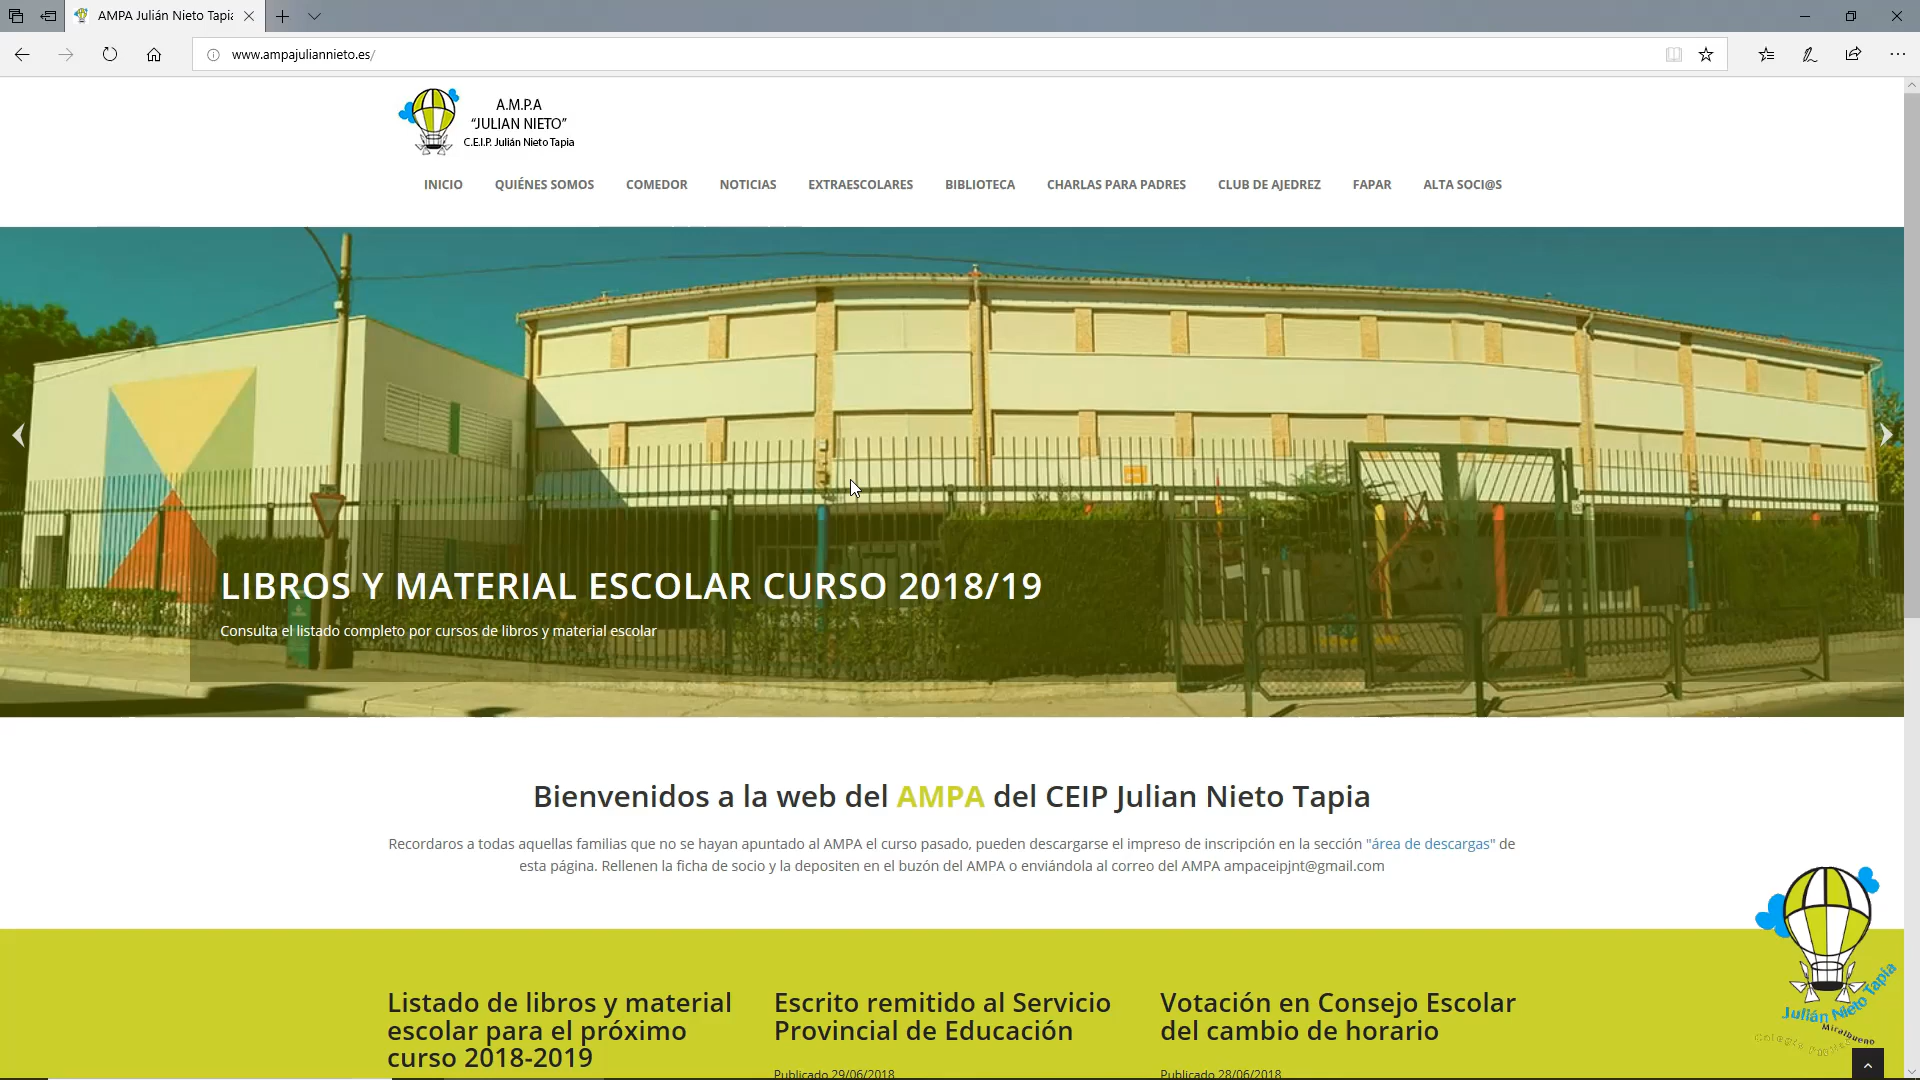 AMPA Julián Nieto Tapi
www.ampajuliannieto.es/
A.M.P.A
“JULIAN NIETO”
C.E.I.P. Julián Nieto Tapia
INICIO QUIÉNES SOMOS COMEDOR NOTICIAS EXTRAESCOLARES BIBLIOTECA CHARLAS PARA PADRES CLUB DE AJEDREZ FAPAR ALTA SOCI@S
LIBROS Y MATERIAL ESCOLAR CURSO 2018/19
Consulta el listado completo por cursos de libros y material escolar
Bienvenidos a la web del AMPA del CEIP Julian Nieto Tapia
Recordaros a todas aquellas familias que no se hayan apuntado al AMPA el curso pasado, pueden descargarse el impreso de inscripción en la sección "área de descargas" de
esta página. Rellenen la ficha de socio y la depositen en el buzón del AMPA o enviándola al correo del AMPA ampaceipjnt@gmail.com
Listado de libros y material
escolar para el próximo
curso 2018-2019
Escrito remitido al Servicio
Provincial de Educación
Publicado 29/06/2018
Votación en Consejo Escolar
del cambio de horario
Publicado 28/06/2018
Julián Nieto Tapia
Miralbueno